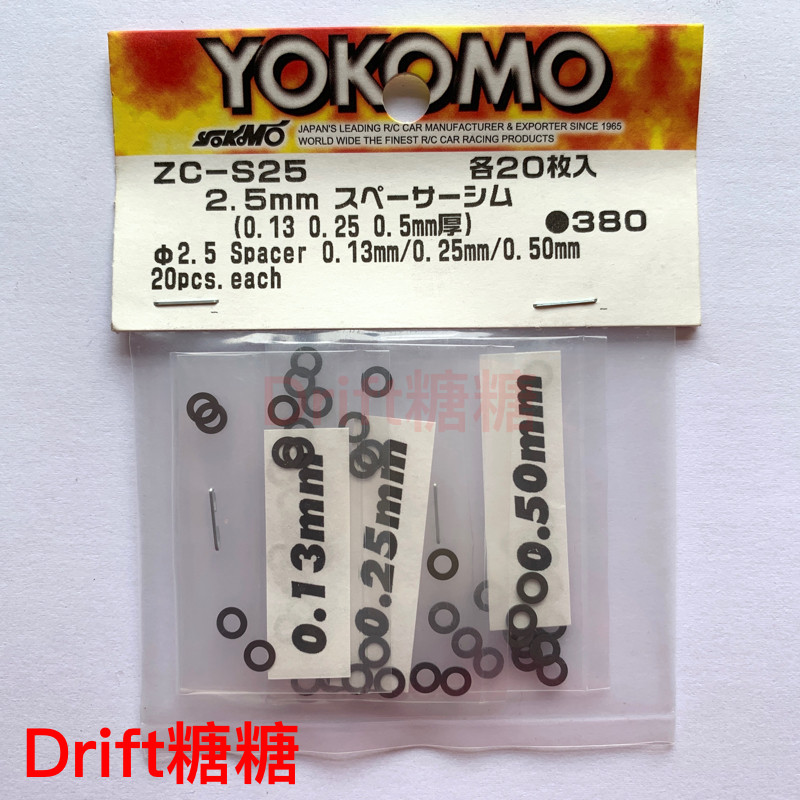 YOKOMO
YOKOMO
JAPAN'S LEADING R/C CAR MANUFACTURER & EXPORTER SINCE 1965
WORLD WIDE THE FINEST R/C CAR RACING PRODUCTS
ZC-S25 各20枚入
2.5mm スペーサーシム
(0.13 0.25 0.5mm厚) ●380
Φ2.5 Spacer 0.13mm/0.25mm/0.50mm
20pcs.each
Drift糖糖
0.13mm
0.25mm
0.50mm
Drift糖糖